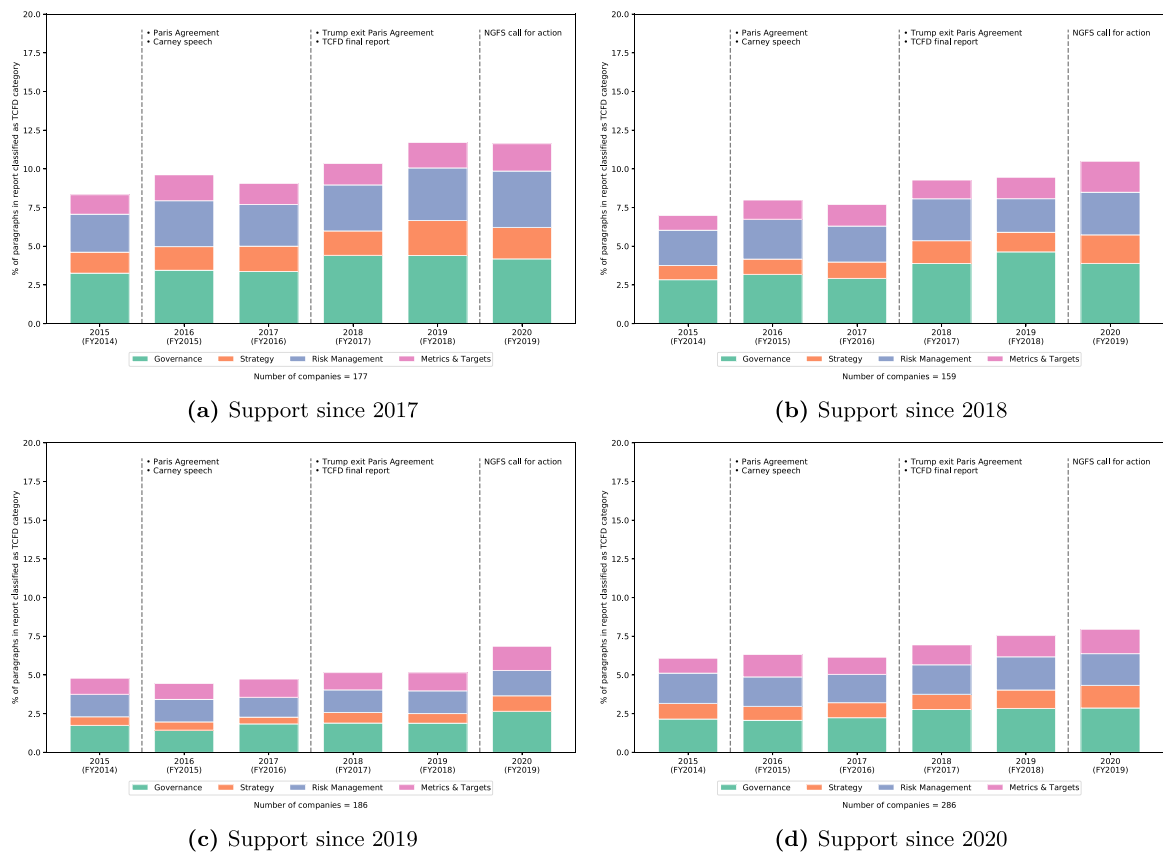 % of paragraphs in report classified as TCFD category
20.0
17.5
15.0
12.5
10.0
7.5
5.0
2.5
0.0
• Paris Agreement
• Carney speech
• Trump exit Paris Agreement
• TCFD final report
NGFS call for action
2015 2016 2017 2018 2019 2020
(FY2014) (FY2015) (FY2016) (FY2017) (FY2018) (FY2019)
Governance Strategy Risk Management Metrics & Targets
Number of companies = 177
(a) Support since 2017
% of paragraphs in report classified as TCFD category
20.0
17.5
15.0
12.5
10.0
7.5
5.0
2.5
0.0
• Paris Agreement
• Carney speech
• Trump exit Paris Agreement
• TCFD final report
NGFS call for action
2015 2016 2017 2018 2019 2020
(FY2014) (FY2015) (FY2016) (FY2017) (FY2018) (FY2019)
Governance Strategy Risk Management Metrics & Targets
Number of companies = 159
(b) Support since 2018
% of paragraphs in report classified as TCFD category
20.0
17.5
15.0
12.5
10.0
7.5
5.0
2.5
0.0
• Paris Agreement
• Carney speech
• Trump exit Paris Agreement
• TCFD final report
NGFS call for action
2015 2016 2017 2018 2019 2020
(FY2014) (FY2015) (FY2016) (FY2017) (FY2018) (FY2019)
Governance Strategy Risk Management Metrics & Targets
Number of companies = 186
(c) Support since 2019
% of paragraphs in report classified as TCFD category
20.0
17.5
15.0
12.5
10.0
7.5
5.0
2.5
0.0
• Paris Agreement
• Carney speech
• Trump exit Paris Agreement
• TCFD final report
NGFS call for action
2015 2016 2017 2018 2019 2020
(FY2014) (FY2015) (FY2016) (FY2017) (FY2018) (FY2019)
Governance Strategy Risk Management Metrics & Targets
Number of companies = 286
(d) Support since 2020